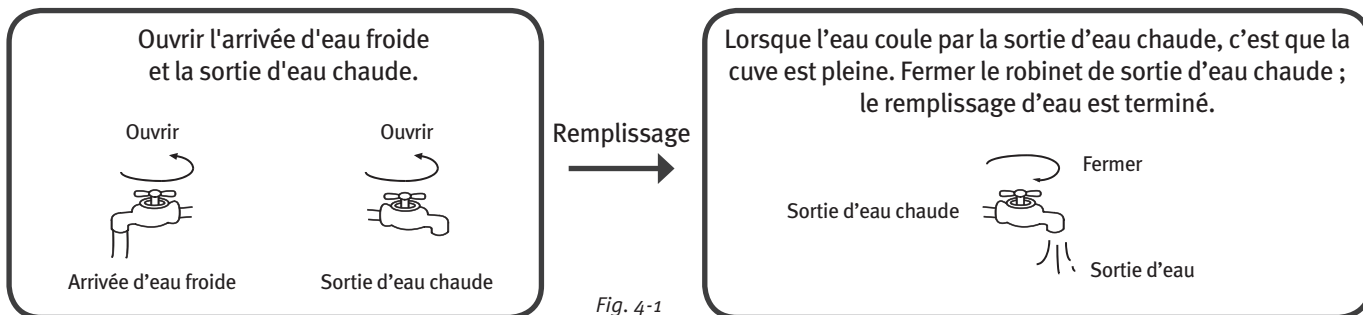 Ouvrir l'arrivée d'eau froide
et la sortie d'eau chaude.
Ouvrir
Ouvrir
Arrivée d’eau froide
Sortie d’eau chaude
Remplissage
Lorsque l’eau coule par la sortie d’eau chaude, c’est que la
cuve est pleine. Fermer le robinet de sortie d’eau chaude ;
le remplissage d’eau est terminé.
Fermer
Sortie d’eau chaude
Sortie d’eau
Fig. 4-1